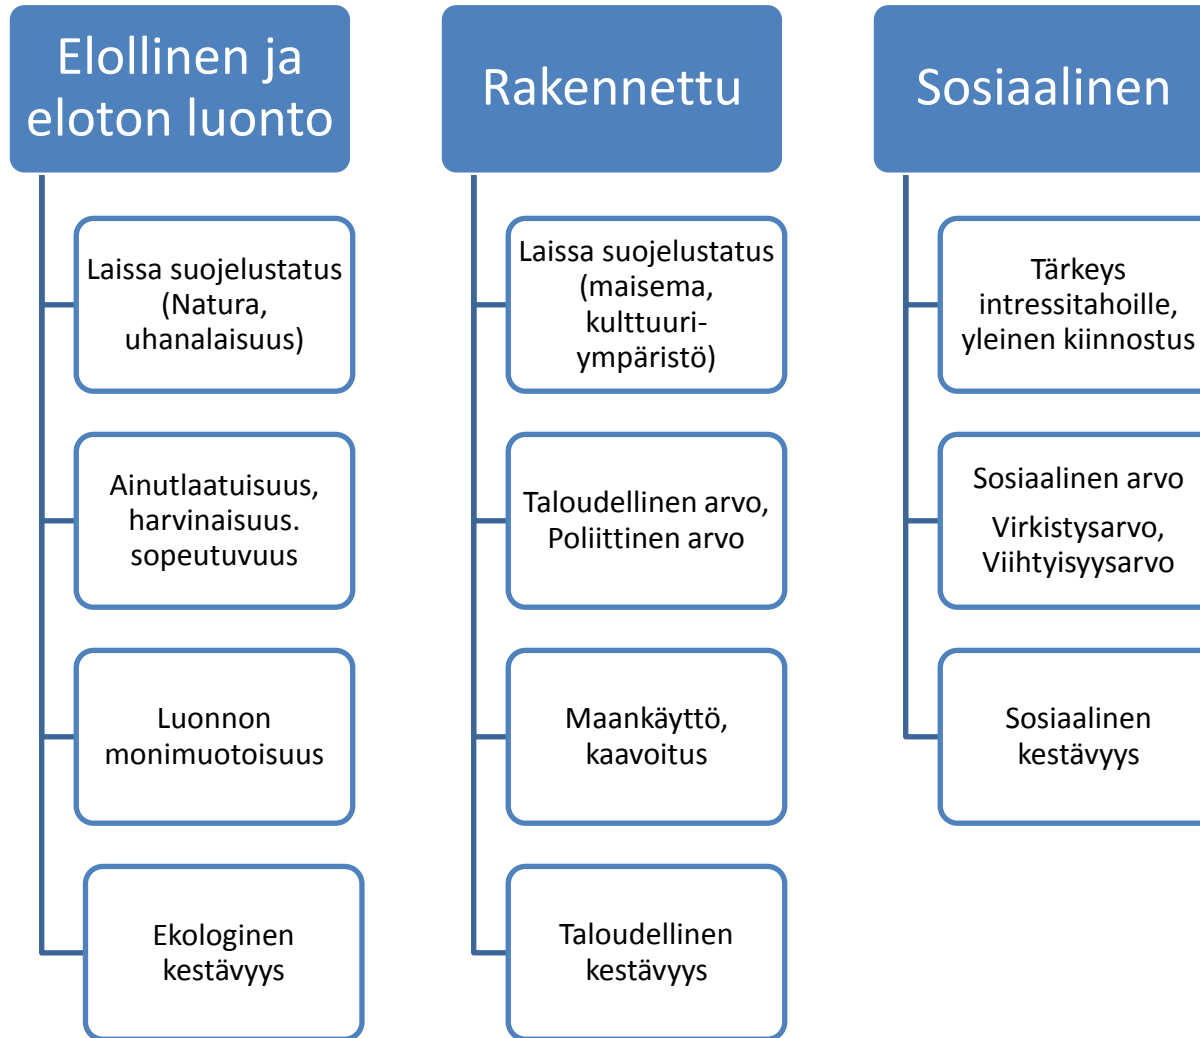 Elollinen ja
eloton luonto
Laissa suojelustatus
(Natura,
uhanalaisuus)
Ainutlaatuisuus,
harvinaisuus.
sopeutuvuus
Luonnon
monimuotoisuus
Ekologinen
kestävyys
Rakennettu
Laissa suojelustatus
(maisema,
kulttuuri-
ympäristö)
Taloudellinen arvo,
Poliittinen arvo
Maankäyttö,
kaavoitus
Taloudellinen
kestävyys
Sosiaalinen
Tärkeys
intressitahoille,
yleinen kiinnostus
Sosiaalinen arvo
Virkistysarvo,
Viihtyisyysarvo
Sosiaalinen
kestävyys